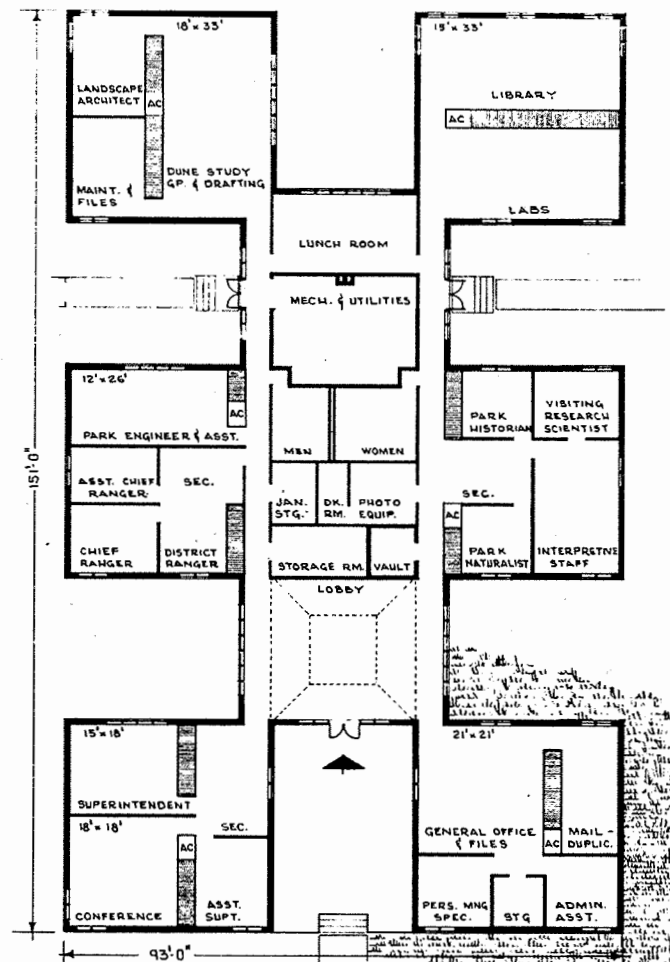 18' x 33'
LANDSCAPE
ARCHITECT
AC
MAINT. &
FILES
DUNE STUDY
GP. & DRAFTING
15' x 33'
LIBRARY
AC
LABS
LUNCH ROOM
MECH. & UTILITIES
12' x 26'
AC
PARK ENGINEER & ASST.
ASST. CHIEF
RANGER
SEC.
CHIEF
RANGER
DISTRICT
RANGER
MEN
WOMEN
JAN.
STG.
DK.
RM.
PHOTO
EQUIP.
STORAGE RM.
VAULT
LOBBY
PARK
HISTORIAN
VISITING
RESEARCH
SCIENTIST
SEC.
AC
PARK
NATURALIST
INTERPRETIVE
STAFF
151'-0"
15' x 18'
SUPERINTENDENT
18' x 18'
SEC.
AC
CONFERENCE
ASST.
SUPT.
21' x 21'
GENERAL OFFICE
& FILES
AC
MAIL -
DUPLIC.
PERS. MNG
SPEC.
STG
ADMIN.
ASST.
93'-0"